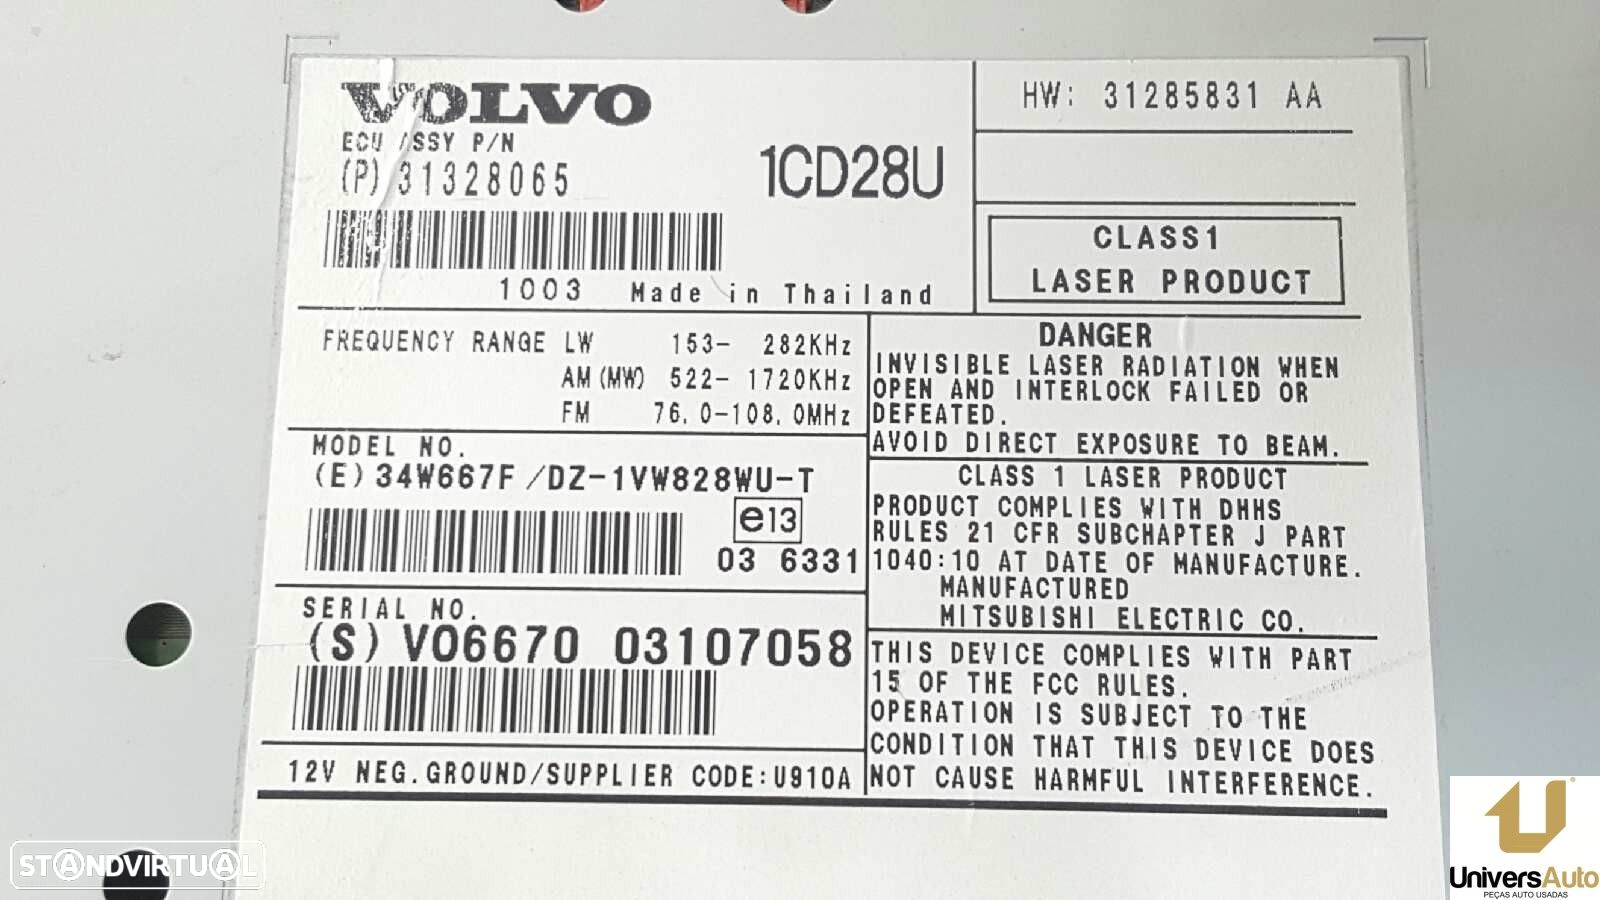 VOLVO
ECU ASSY P/N
(P) 31328065
1CD28U
1003 Made in Thailand
HW: 31285831 AA
CLASS1
LASER PRODUCT
FREQUENCY RANGE LW 153- 282KHz
AM (MW) 522- 1720KHz
FM 76.0-108.0MHz
MODEL NO.
(E) 34W667F /DZ-1VW828WU-T
e13
03 6331
SERIAL NO.
(S) VO6670 03107058
12V NEG.GROUND/SUPPLIER CODE:U910A
DANGER
INVISIBLE LASER RADIATION WHEN
OPEN AND INTERLOCK FAILED OR
DEFEATED.
AVOID DIRECT EXPOSURE TO BEAM.
CLASS 1 LASER PRODUCT
PRODUCT COMPLIES WITH DHHS
RULES 21 CFR SUBCHAPTER J PART
1040:10 AT DATE OF MANUFACTURE.
MANUFACTURED
MITSUBISHI ELECTRIC CO.
THIS DEVICE COMPLIES WITH PART
15 OF THE FCC RULES.
OPERATION IS SUBJECT TO THE
CONDITION THAT THIS DEVICE DOES
NOT CAUSE HARMFUL INTERFERENCE.
STANDVIRTUAL
UniversAuto
PEÇAS AUTO USADAS